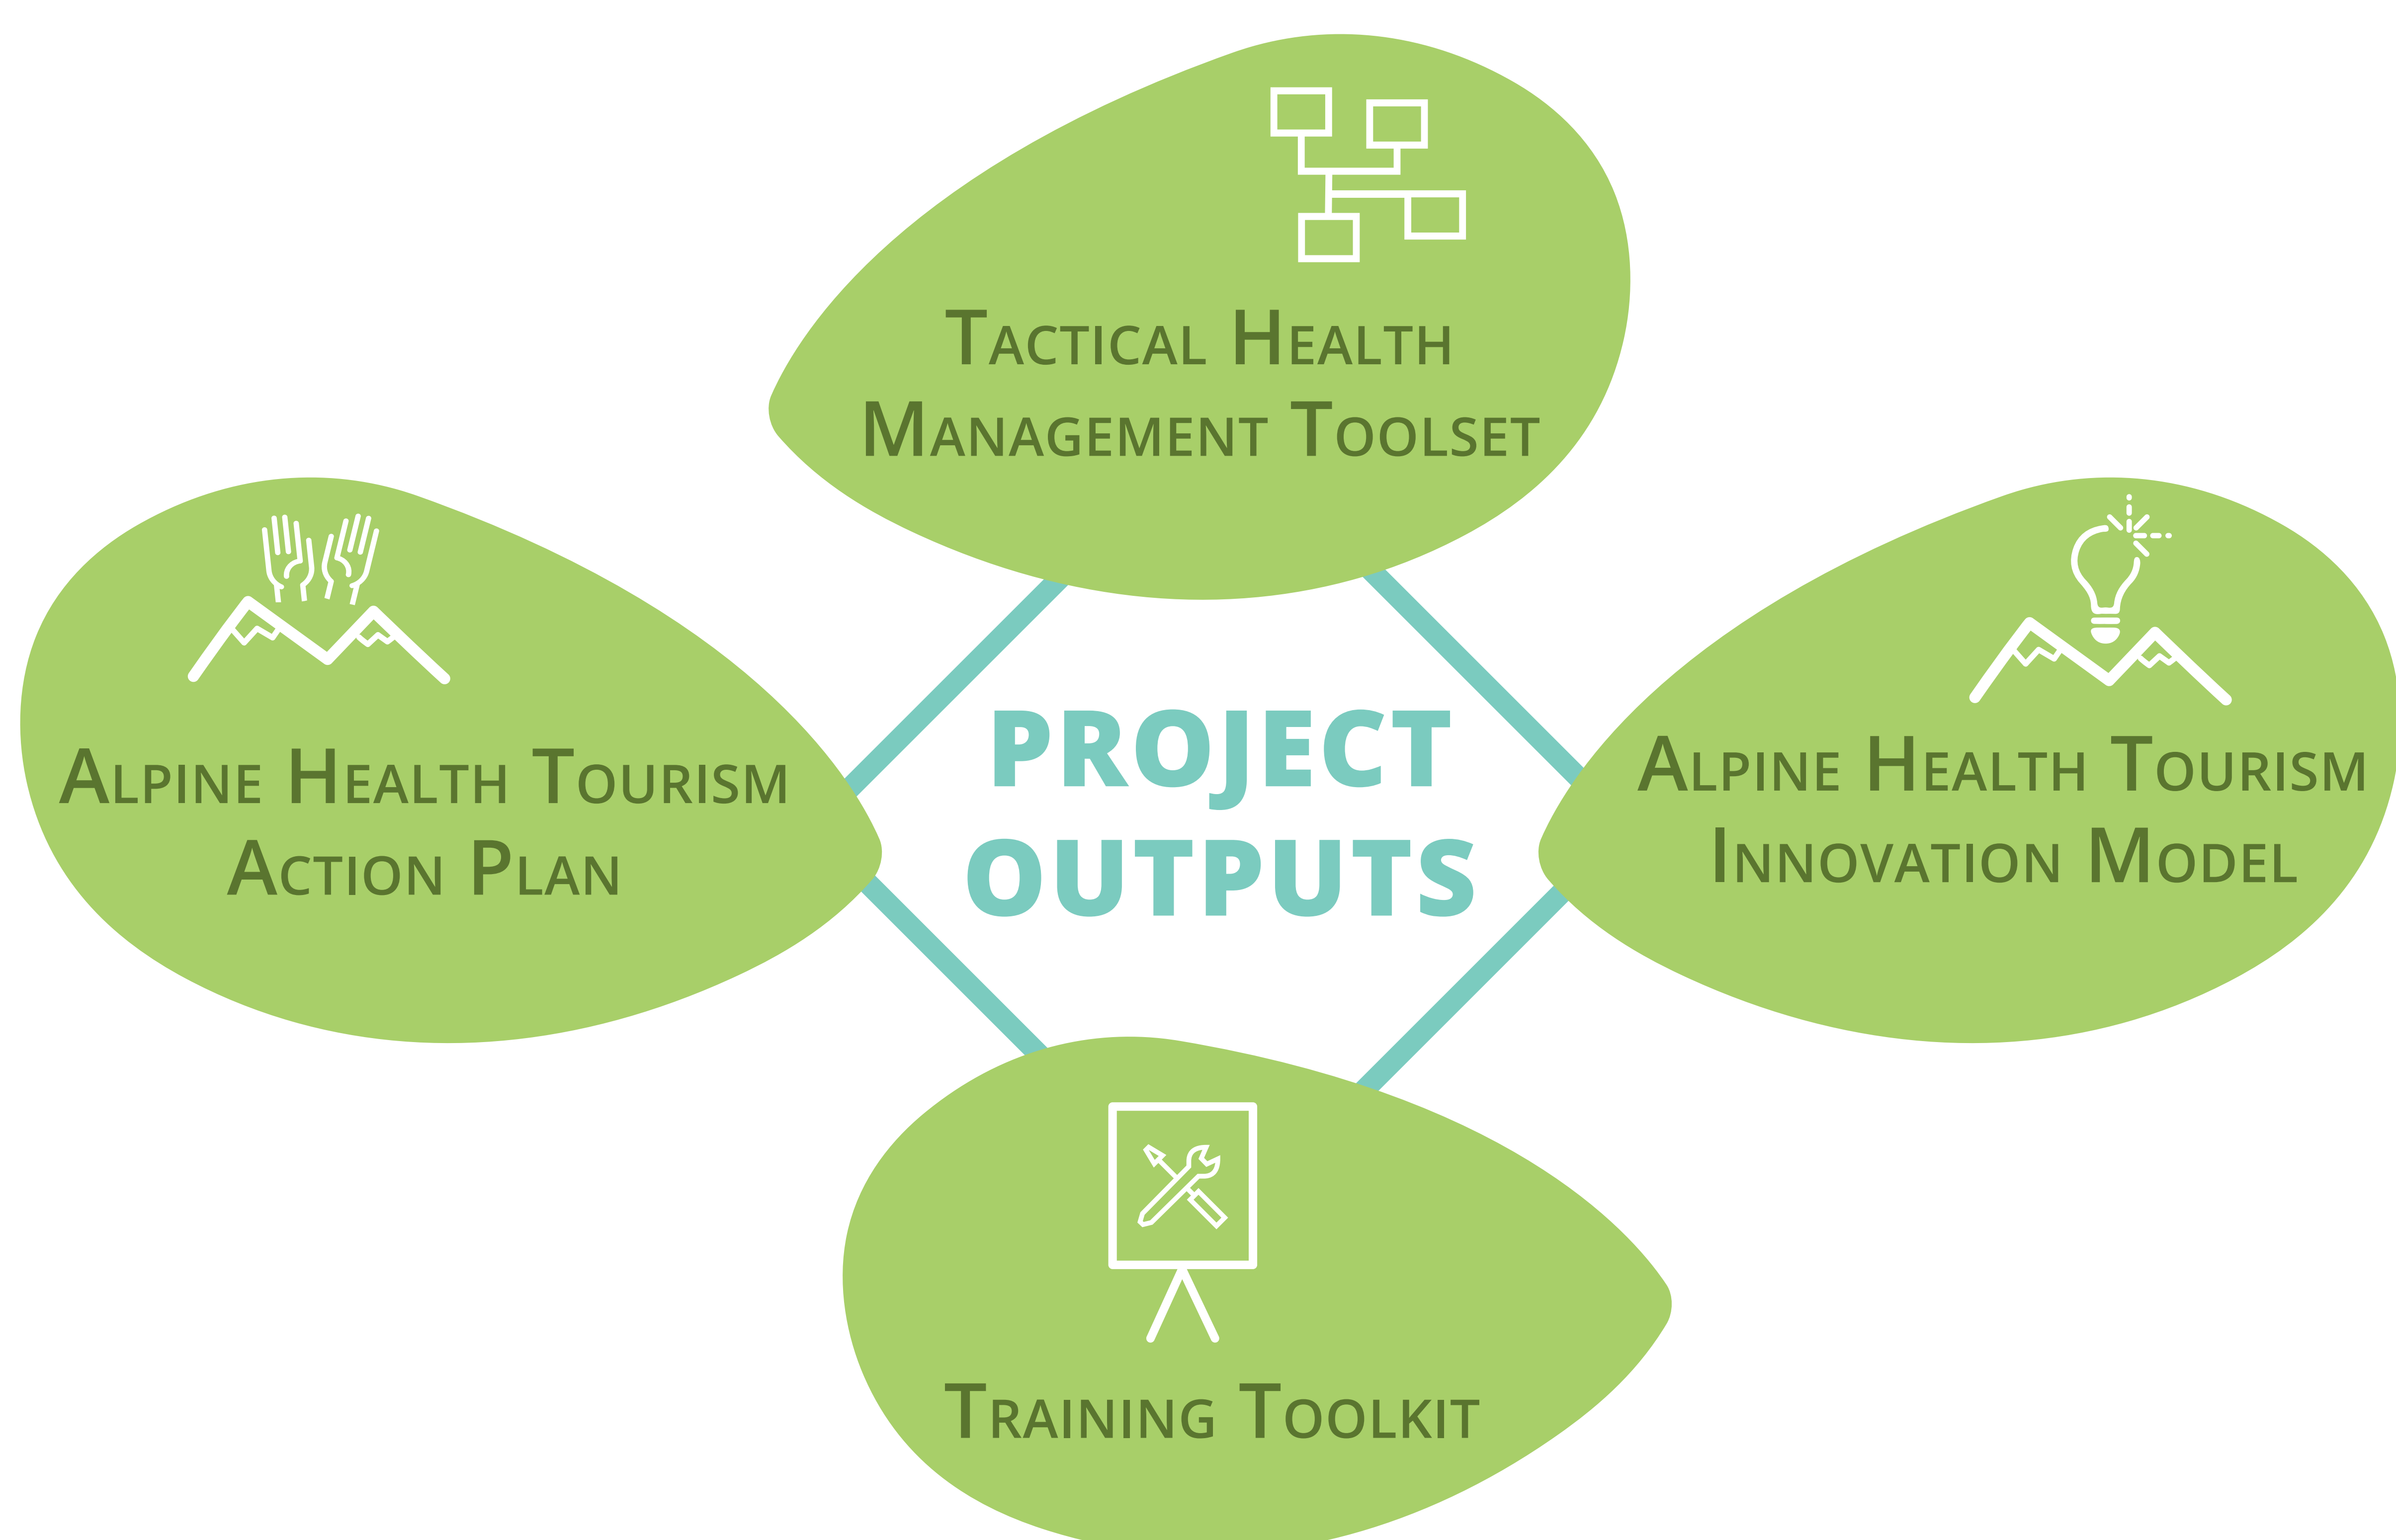 Tactical Health
Management Toolset
Alpine Health Tourism
Action Plan
PROJECT
OUTPUTS
Alpine Health Tourism
Innovation Model
Training Toolkit